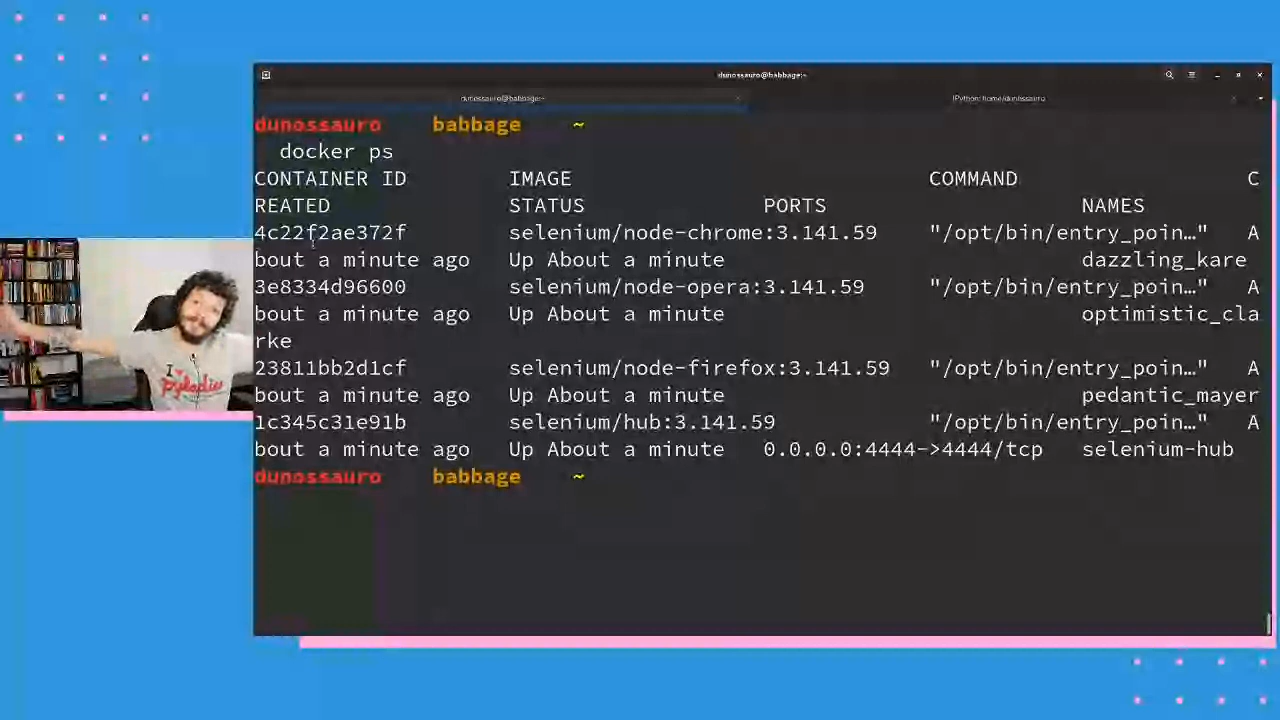 dunossauro@babbage:~
dunossauro@babbage:~
IPython: home/dunossauro
dunossauro babbage ~
docker ps
CONTAINER ID IMAGE COMMAND C
REATED STATUS PORTS NAMES
4c22f2ae372f selenium/node-chrome:3.141.59 "/opt/bin/entry_poin…" A
bout a minute ago Up About a minute dazzling_kare
3e8334d96600 selenium/node-opera:3.141.59 "/opt/bin/entry_poin…" A
bout a minute ago Up About a minute optimistic_cla
rke
23811bb2d1cf selenium/node-firefox:3.141.59 "/opt/bin/entry_poin…" A
bout a minute ago Up About a minute pedantic_mayer
1c345c31e91b selenium/hub:3.141.59 "/opt/bin/entry_poin…" A
bout a minute ago Up About a minute 0.0.0.0:4444->4444/tcp selenium-hub
dunossauro babbage ~
I ♥
pyladies